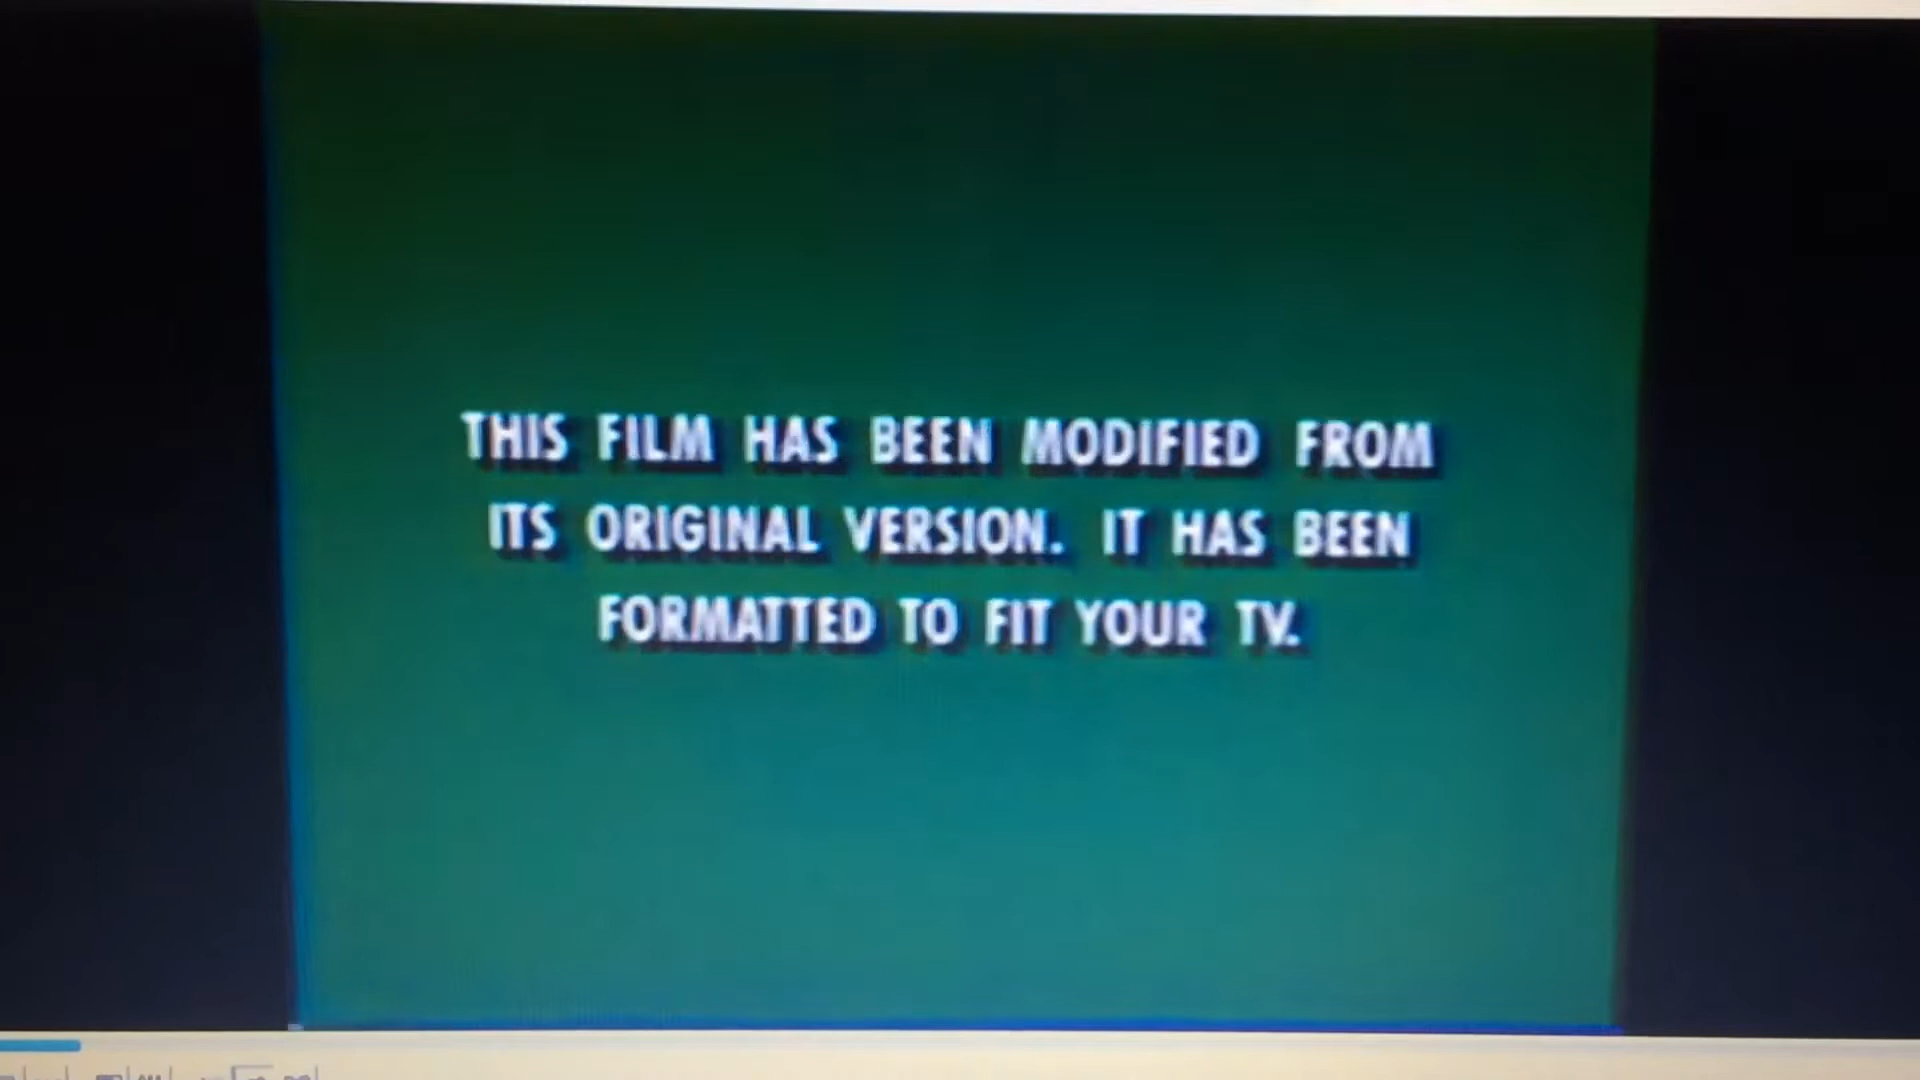 THIS FILM HAS BEEN MODIFIED FROM
ITS ORIGINAL VERSION. IT HAS BEEN
FORMATTED TO FIT YOUR TV.